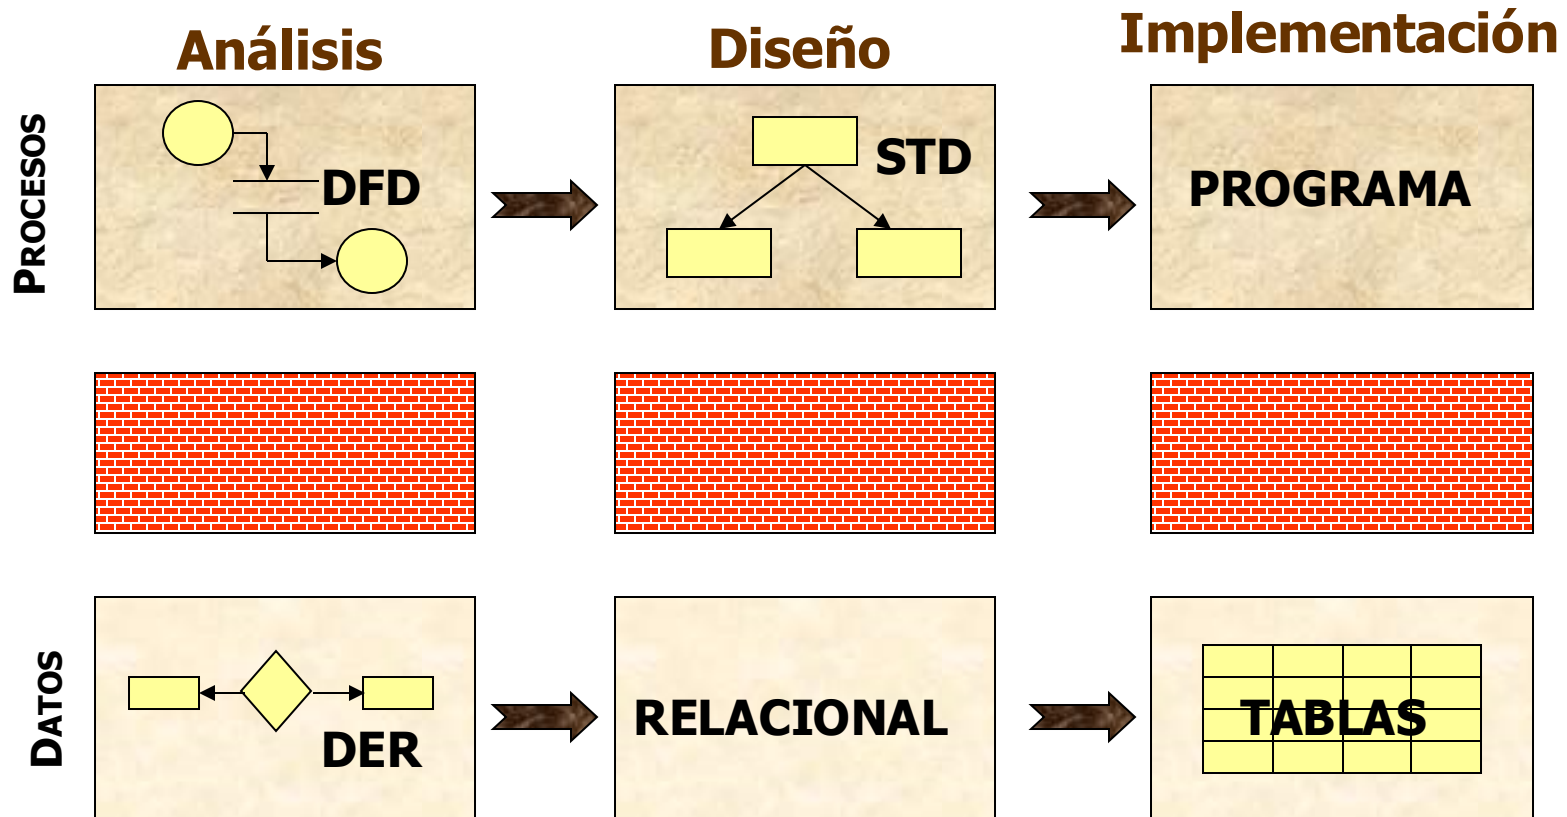 Análisis
Diseño
Implementación
PROCESOS
DFD
STD
PROGRAMA
DATOS
DER
RELACIONAL
TABLAS